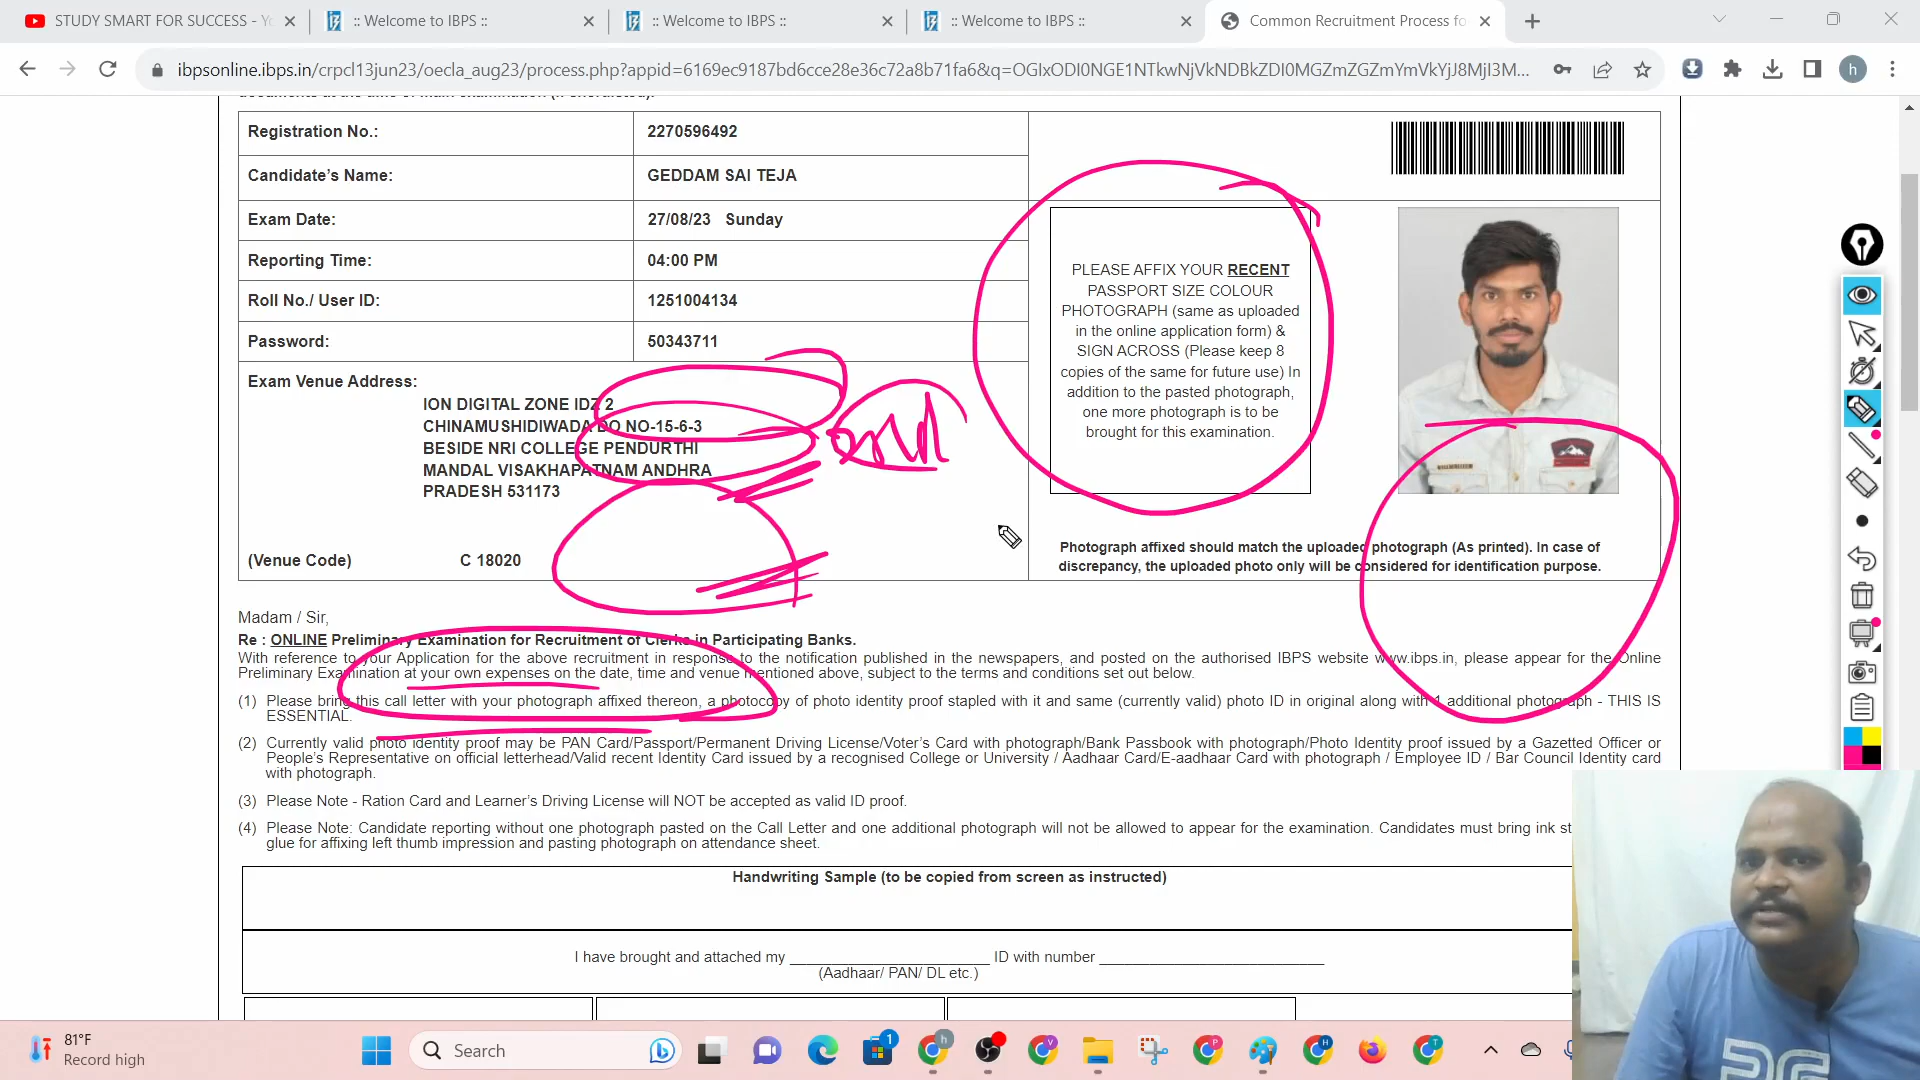 STUDY SMART FOR SUCCESS - Yo
:: Welcome to IBPS ::
:: Welcome to IBPS ::
:: Welcome to IBPS ::
Common Recruitment Process fo
ibpsonline.ibps.in/crpcl13jun23/oecla_aug23/process.php?appid=6169ec9187bd6cce28e36c72a8b71fa6&q=OGIxODI0NGE1NTkwNjVkNDBkZDI0MGZmZGZmYmVkYjJ8MjI3M...
h
documents at the time of main examination (if shortlisted).
Registration No.: 2270596492
Candidate's Name: GEDDAM SAI TEJA
Exam Date: 27/08/23 Sunday
Reporting Time: 04:00 PM
Roll No./ User ID: 1251004134
Password: 50343711
Exam Venue Address:
ION DIGITAL ZONE IDZ 2
CHINAMUSHIDIWADA DO NO-15-6-3
BESIDE NRI COLLEGE PENDURTHI
MANDAL VISAKHAPATNAM ANDHRA
PRADESH 531173
(Venue Code) C 18020
PLEASE AFFIX YOUR RECENT
PASSPORT SIZE COLOUR
PHOTOGRAPH (same as uploaded
in the online application form) &
SIGN ACROSS (Please keep 8
copies of the same for future use) In
addition to the pasted photograph,
one more photograph is to be
brought for this examination.
Photograph affixed should match the uploaded photograph (As printed). In case of
discrepancy, the uploaded photo only will be considered for identification purpose.
Madam / Sir,
Re : ONLINE Preliminary Examination for Recruitment of Clerks in Participating Banks.
With reference to your Application for the above recruitment in response to the notification published in the newspapers, and posted on the authorised IBPS website www.ibps.in, please appear for the Online
Preliminary Examination at your own expenses on the date, time and venue mentioned above, subject to the terms and conditions set out below.
(1) Please bring this call letter with your photograph affixed thereon, a photocopy of photo identity proof stapled with it and same (currently valid) photo ID in original along with 1 additional photograph - THIS IS
ESSENTIAL.
(2) Currently valid photo identity proof may be PAN Card/Passport/Permanent Driving License/Voter's Card with photograph/Bank Passbook with photograph/Photo Identity proof issued by a Gazetted Officer or
People's Representative on official letterhead/Valid recent Identity Card issued by a recognised College or University / Aadhaar Card/E-aadhaar Card with photograph / Employee ID / Bar Council Identity card
with photograph.
(3) Please Note - Ration Card and Learner's Driving License will NOT be accepted as valid ID proof.
(4) Please Note: Candidate reporting without one photograph pasted on the Call Letter and one additional photograph will not be allowed to appear for the examination. Candidates must bring ink st
glue for affixing left thumb impression and pasting photograph on attendance sheet.
Handwriting Sample (to be copied from screen as instructed)
I have brought and attached my ________________________ ID with number ___________________________
(Aadhaar/ PAN/ DL etc.)
81°F
Record high
Search
1
h
V
P
H
T